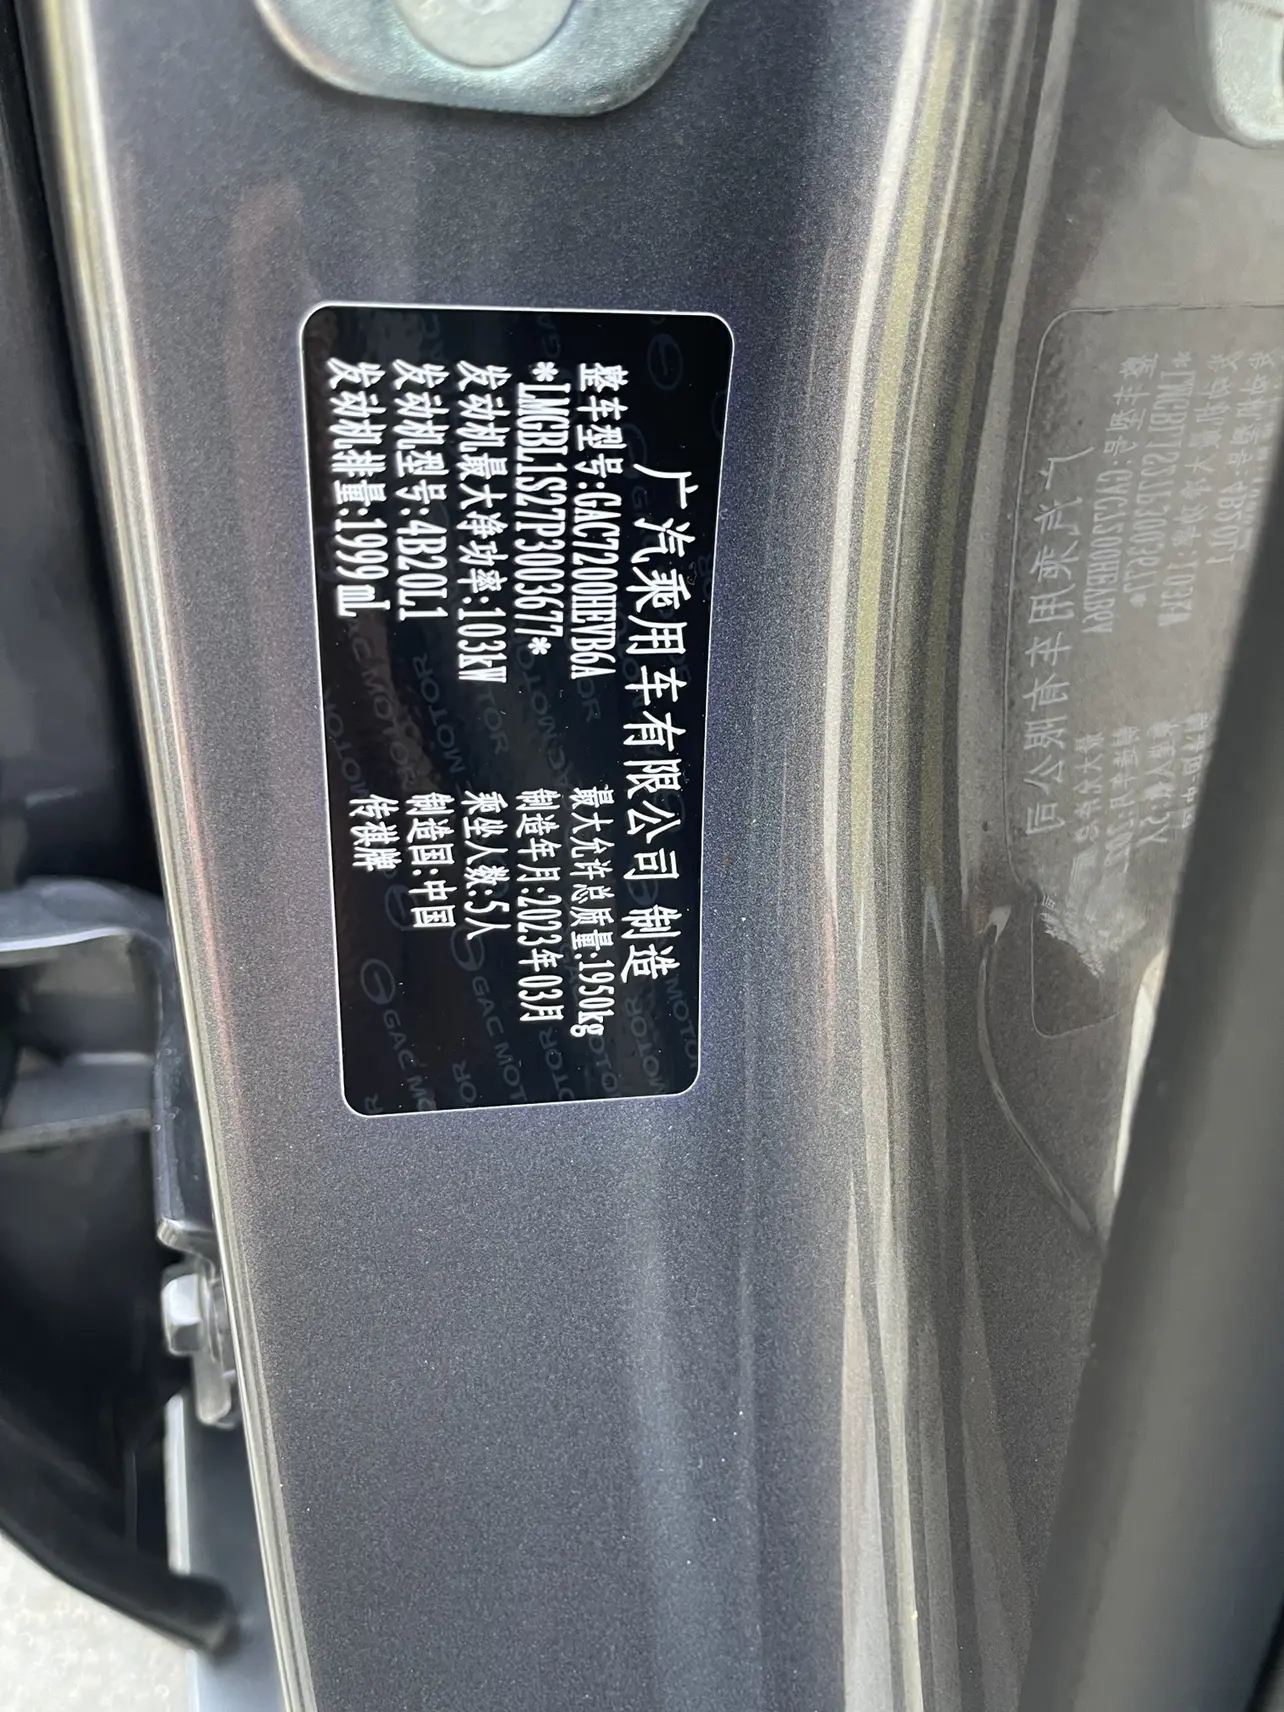 广汽乘用车有限公司 制造
整车型号:GAC7200HEVB6A 最大允许总质量:1950kg
*LMGBL1S27P3003677* 制造年月:2023年03月
发动机最大净功率:103kW 乘坐人数:5人
发动机型号:4B20L1 制造国:中国
发动机排量:1999mL 传祺牌
GAC MOTOR